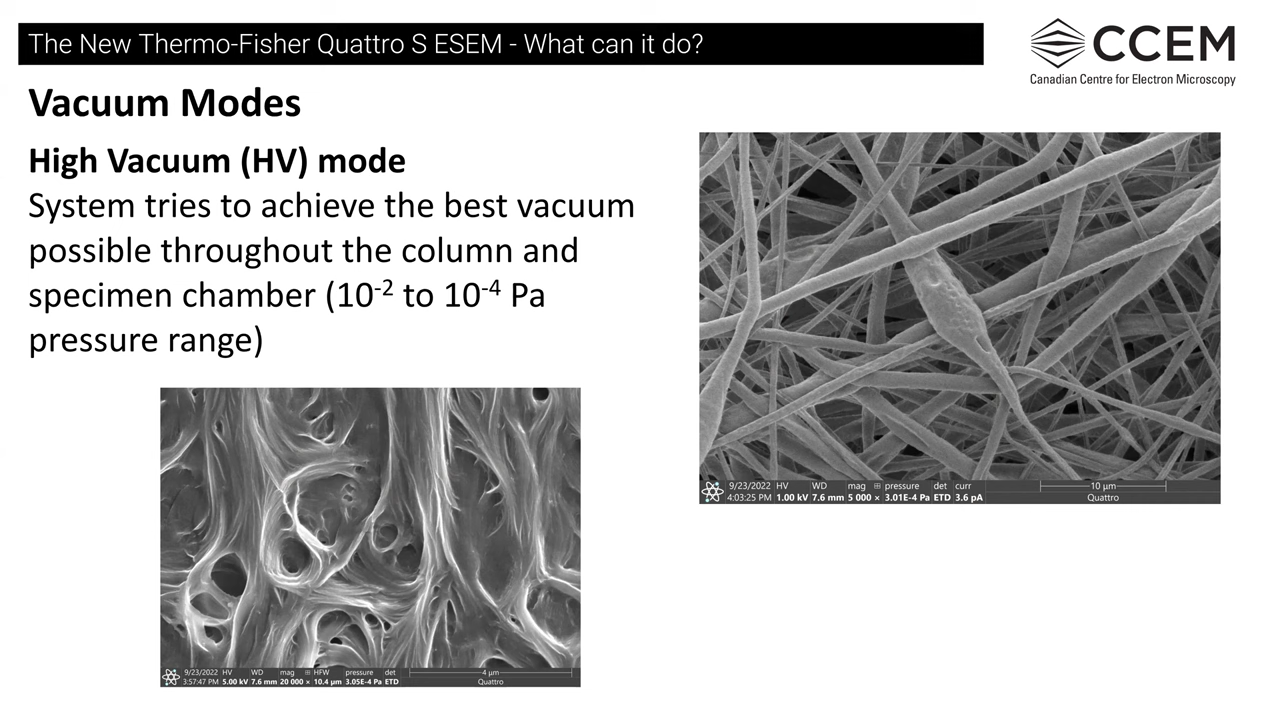 The New Thermo-Fisher Quattro S ESEM - What can it do?
CCEM
Canadian Centre for Electron Microscopy
Vacuum Modes
High Vacuum (HV) mode
System tries to achieve the best vacuum
possible throughout the column and
specimen chamber (10⁻² to 10⁻⁴ Pa
pressure range)
9/23/2022 HV WD mag ⊞ pressure det curr 10 µm
4:03:25 PM 1.00 kV 7.6 mm 5 000 × 3.01E-4 Pa ETD 3.6 pA Quattro
9/23/2022 HV WD mag ⊞ HFW pressure det 4 µm
3:57:47 PM 5.00 kV 7.6 mm 20 000 × 10.4 µm 3.05E-4 Pa ETD Quattro